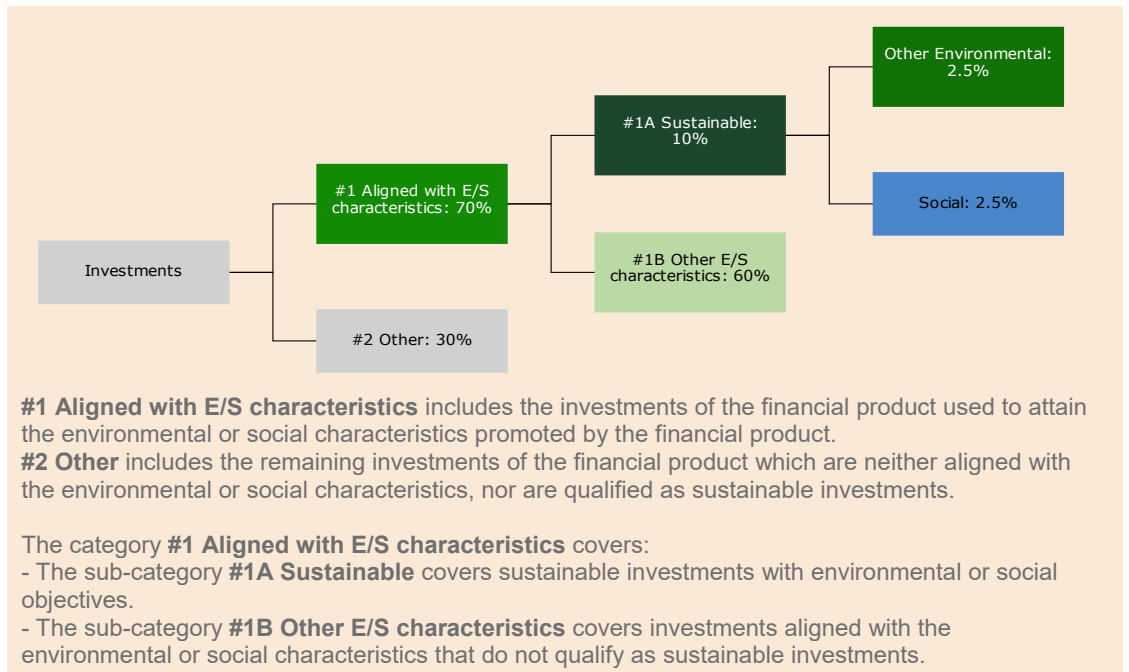 Other Environmental:
2.5%
#1A Sustainable:
10%
#1 Aligned with E/S
characteristics: 70%
Social: 2.5%
Investments
#1B Other E/S
characteristics: 60%
#2 Other: 30%
#1 Aligned with E/S characteristics includes the investments of the financial product used to attain
the environmental or social characteristics promoted by the financial product.
#2 Other includes the remaining investments of the financial product which are neither aligned with
the environmental or social characteristics, nor are qualified as sustainable investments.
The category #1 Aligned with E/S characteristics covers:
- The sub-category #1A Sustainable covers sustainable investments with environmental or social
objectives.
- The sub-category #1B Other E/S characteristics covers investments aligned with the
environmental or social characteristics that do not qualify as sustainable investments.